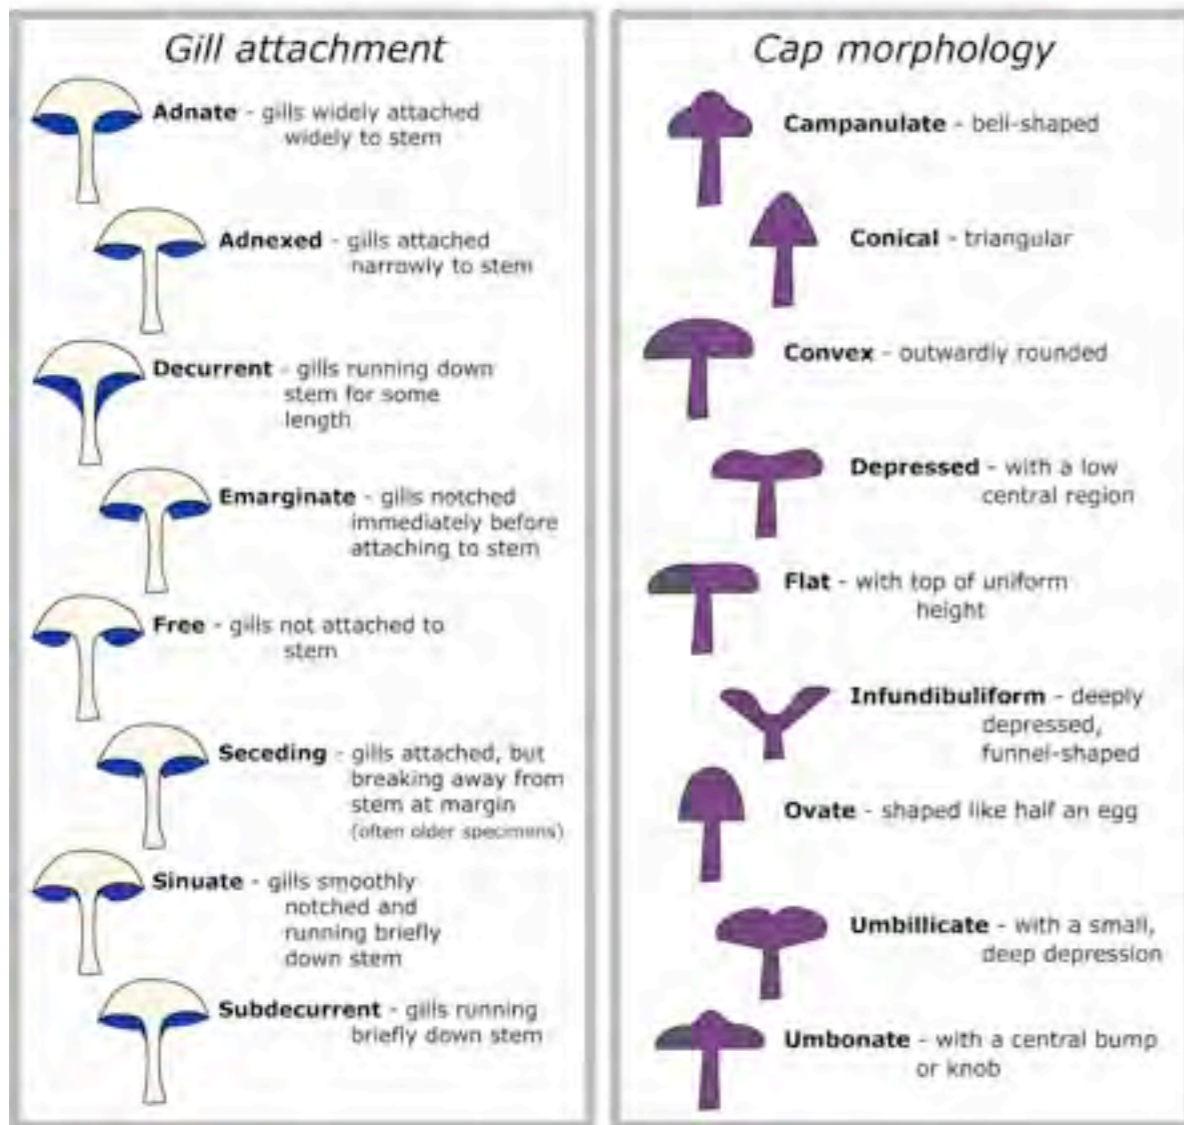 Gill attachment
Adnate - gills widely attached
widely to stem
Adnexed - gills attached
narrowly to stem
Decurrent - gills running down
stem for some
length
Emarginate - gills notched
immediately before
attaching to stem
Free - gills not attached to
stem
Seceding - gills attached, but
breaking away from
stem at margin
(often older specimens)
Sinuate - gills smoothly
notched and
running briefly
down stem
Subdecurrent - gills running
briefly down stem
Cap morphology
Campanulate - bell-shaped
Conical - triangular
Convex - outwardly rounded
Depressed - with a low
central region
Flat - with top of uniform
height
Infundibuliform - deeply
depressed,
funnel-shaped
Ovate - shaped like half an egg
Umbillicate - with a small,
deep depression
Umbonate - with a central bump
or knob